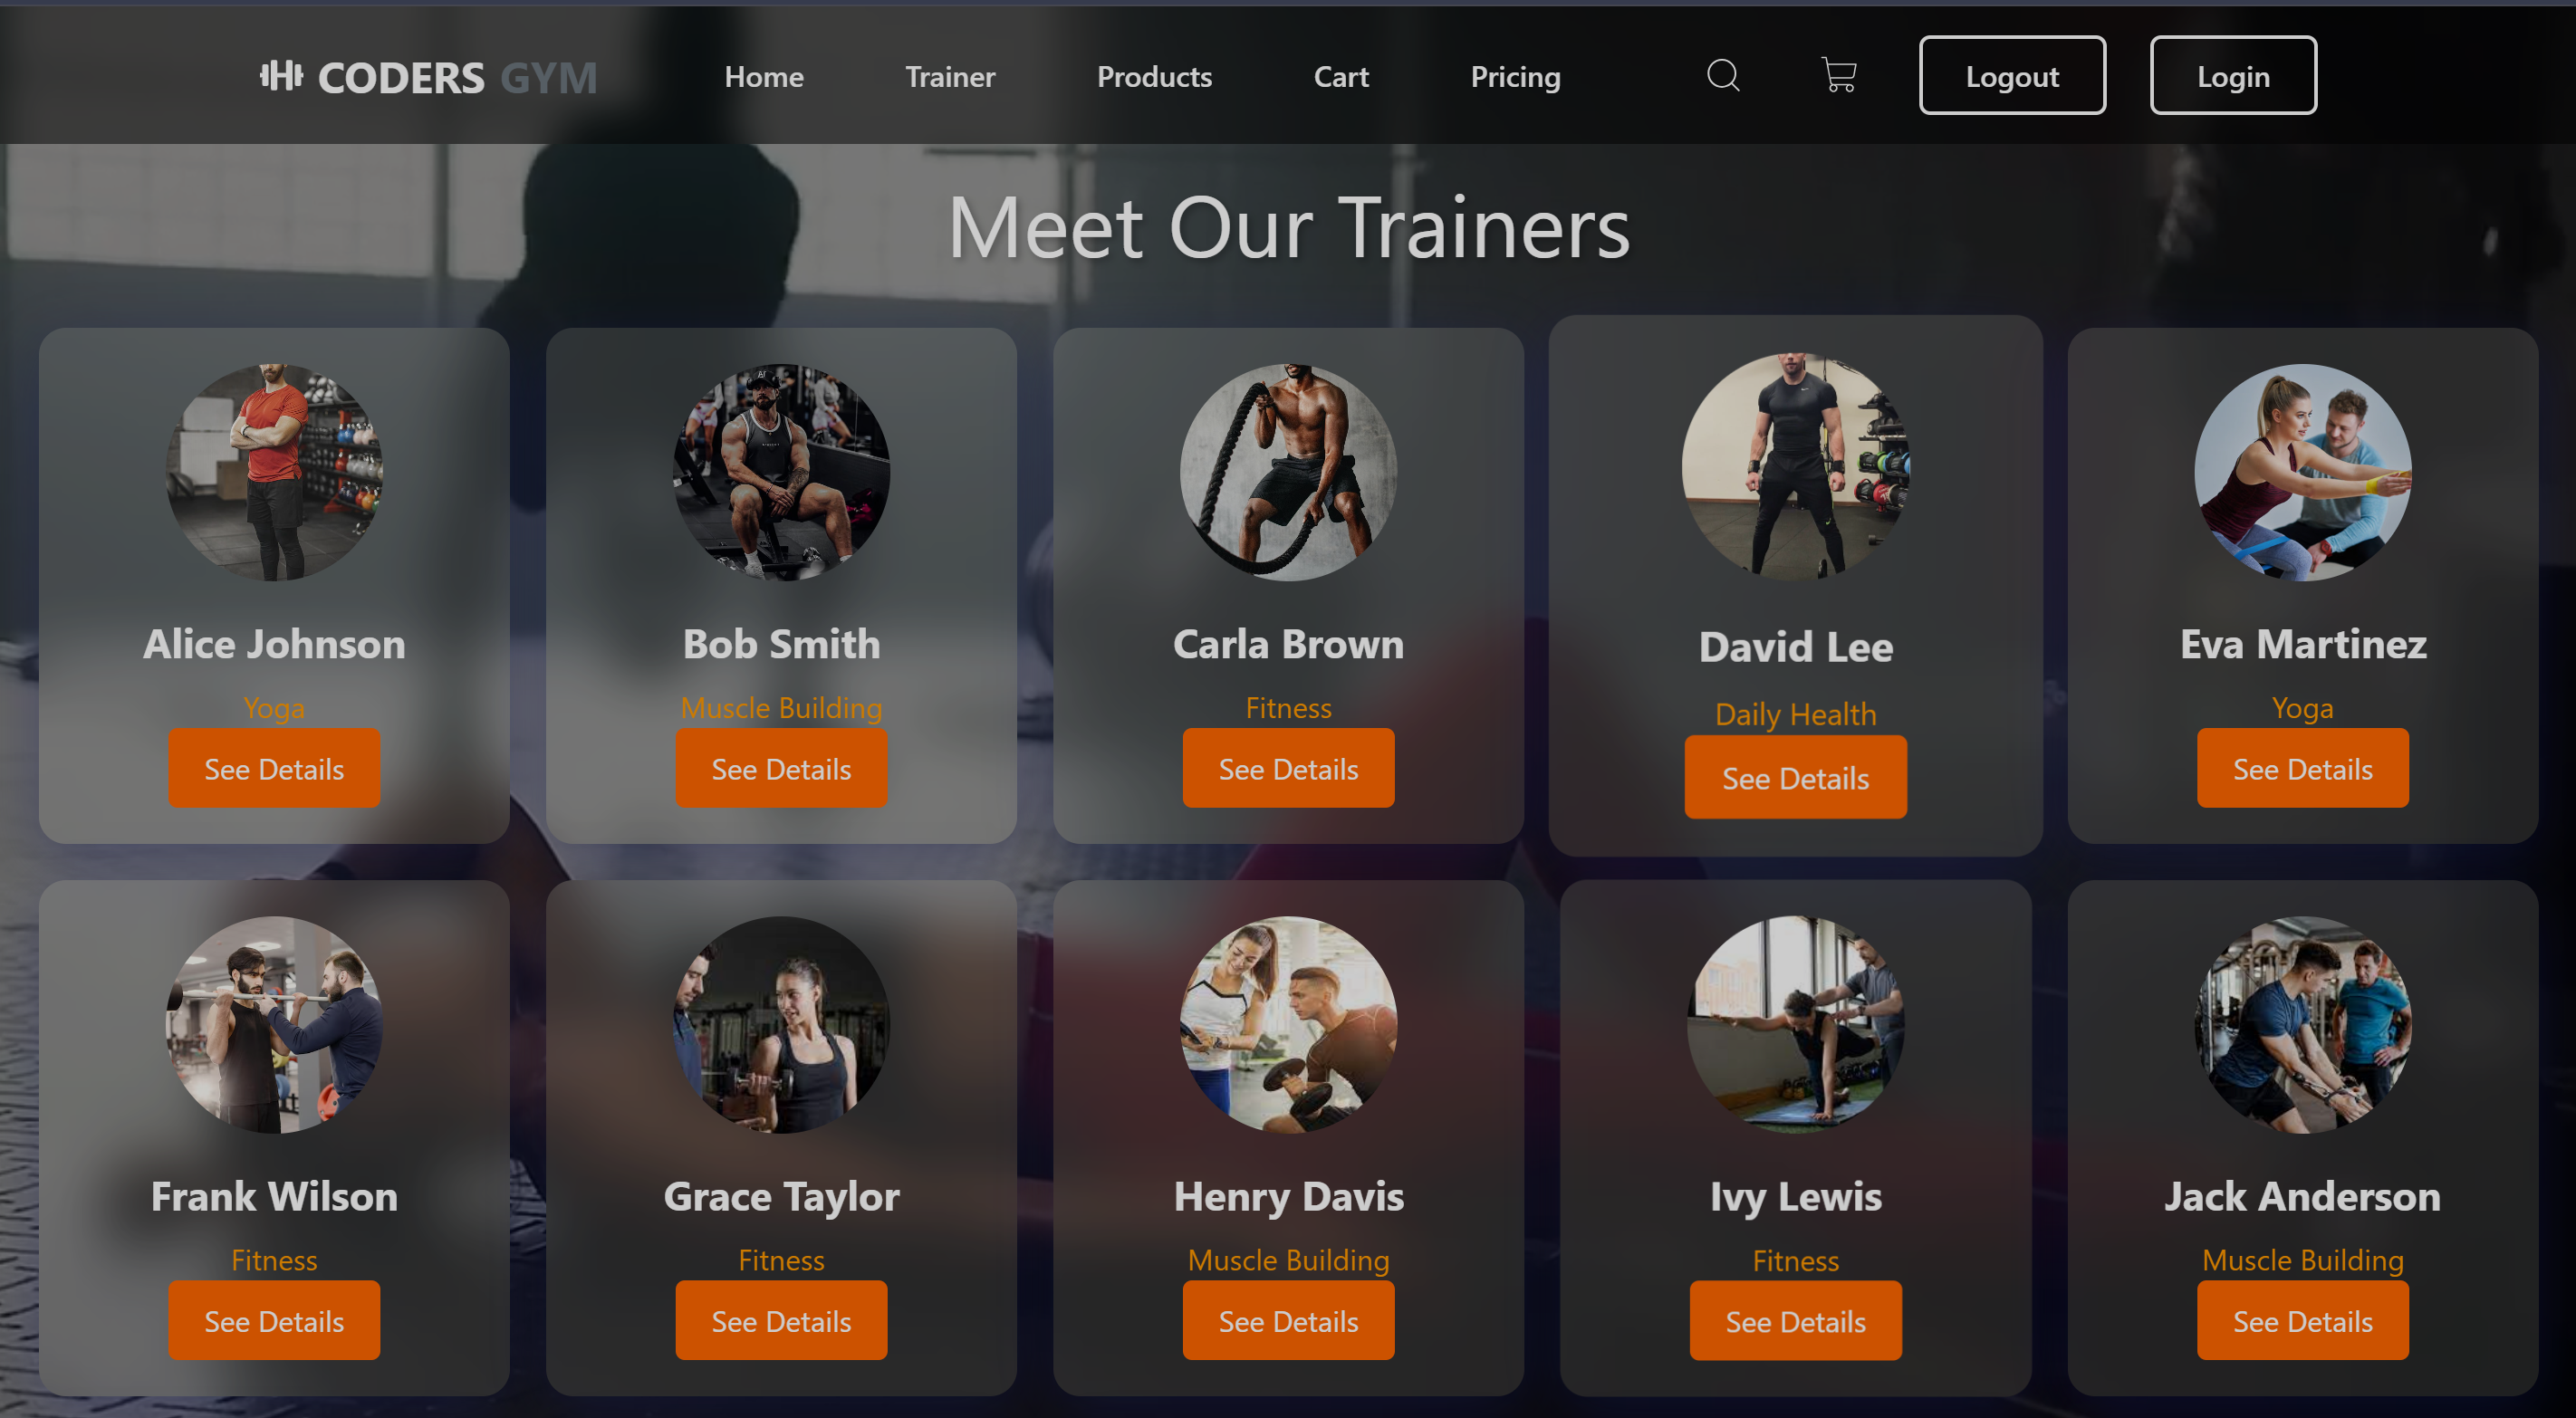 CODERS GYM
Home
Trainer
Products
Cart
Pricing
Logout
Login
Meet Our Trainers
Alice Johnson
Yoga
See Details
Bob Smith
Muscle Building
See Details
Carla Brown
Fitness
See Details
David Lee
Daily Health
See Details
Eva Martinez
Yoga
See Details
Frank Wilson
Fitness
See Details
Grace Taylor
Fitness
See Details
Henry Davis
Muscle Building
See Details
Ivy Lewis
Fitness
See Details
Jack Anderson
Muscle Building
See Details